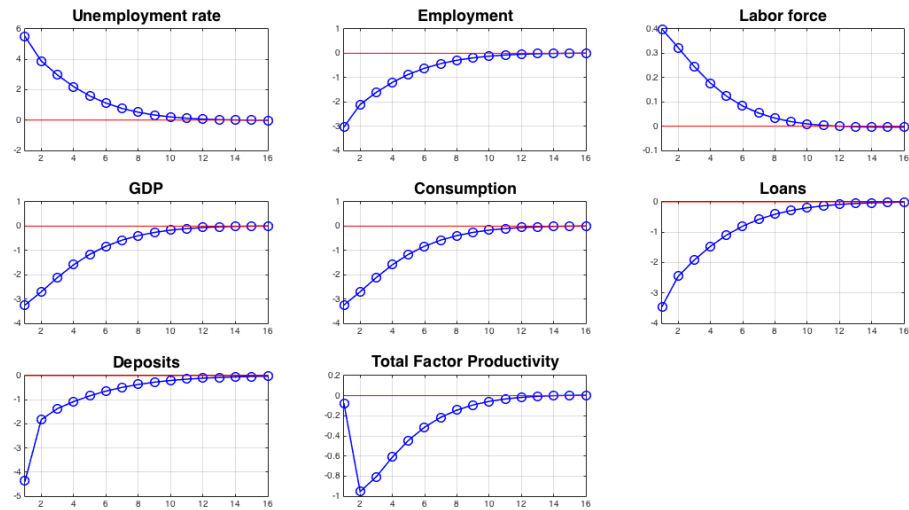 Unemployment rate
6
4
2
0
-2
2 4 6 8 10 12 14 16
Employment
1
0
-1
-2
-3
-4
2 4 6 8 10 12 14 16
Labor force
0.4
0.3
0.2
0.1
0
-0.1
2 4 6 8 10 12 14 16
GDP
1
0
-1
-2
-3
-4
2 4 6 8 10 12 14 16
Consumption
1
0
-1
-2
-3
-4
2 4 6 8 10 12 14 16
Loans
0
-1
-2
-3
-4
2 4 6 8 10 12 14 16
Deposits
0
-1
-2
-3
-4
-5
2 4 6 8 10 12 14 16
Total Factor Productivity
0.2
0
-0.2
-0.4
-0.6
-0.8
-1
2 4 6 8 10 12 14 16